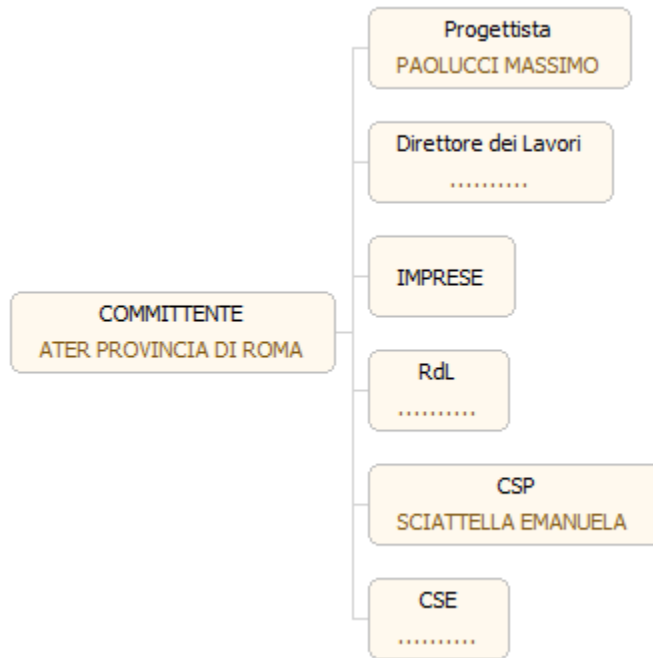 Progettista
PAOLUCCI MASSIMO
Direttore dei Lavori
..........
IMPRESE
COMMITTENTE
ATER PROVINCIA DI ROMA
RdL
..........
CSP
SCIATTELLA EMANUELA
CSE
..........